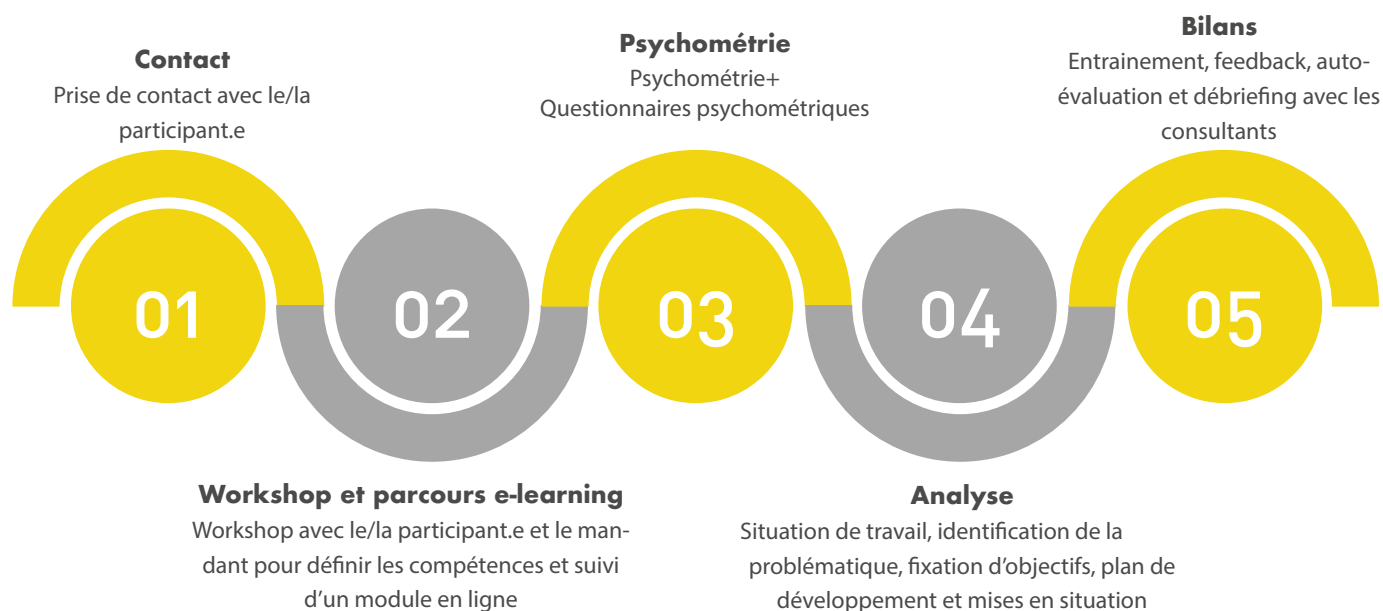 Contact
Prise de contact avec le/la
participant.e
01
Workshop et parcours e-learning
Workshop avec le/la participant.e et le man-
dant pour définir les compétences et suivi
d’un module en ligne
02
Psychométrie
Psychométrie+
Questionnaires psychométriques
03
Analyse
Situation de travail, identification de la
problématique, fixation d’objectifs, plan de
développement et mises en situation
04
Bilans
Entrainement, feedback, auto-
évaluation et débriefing avec les
consultants
05